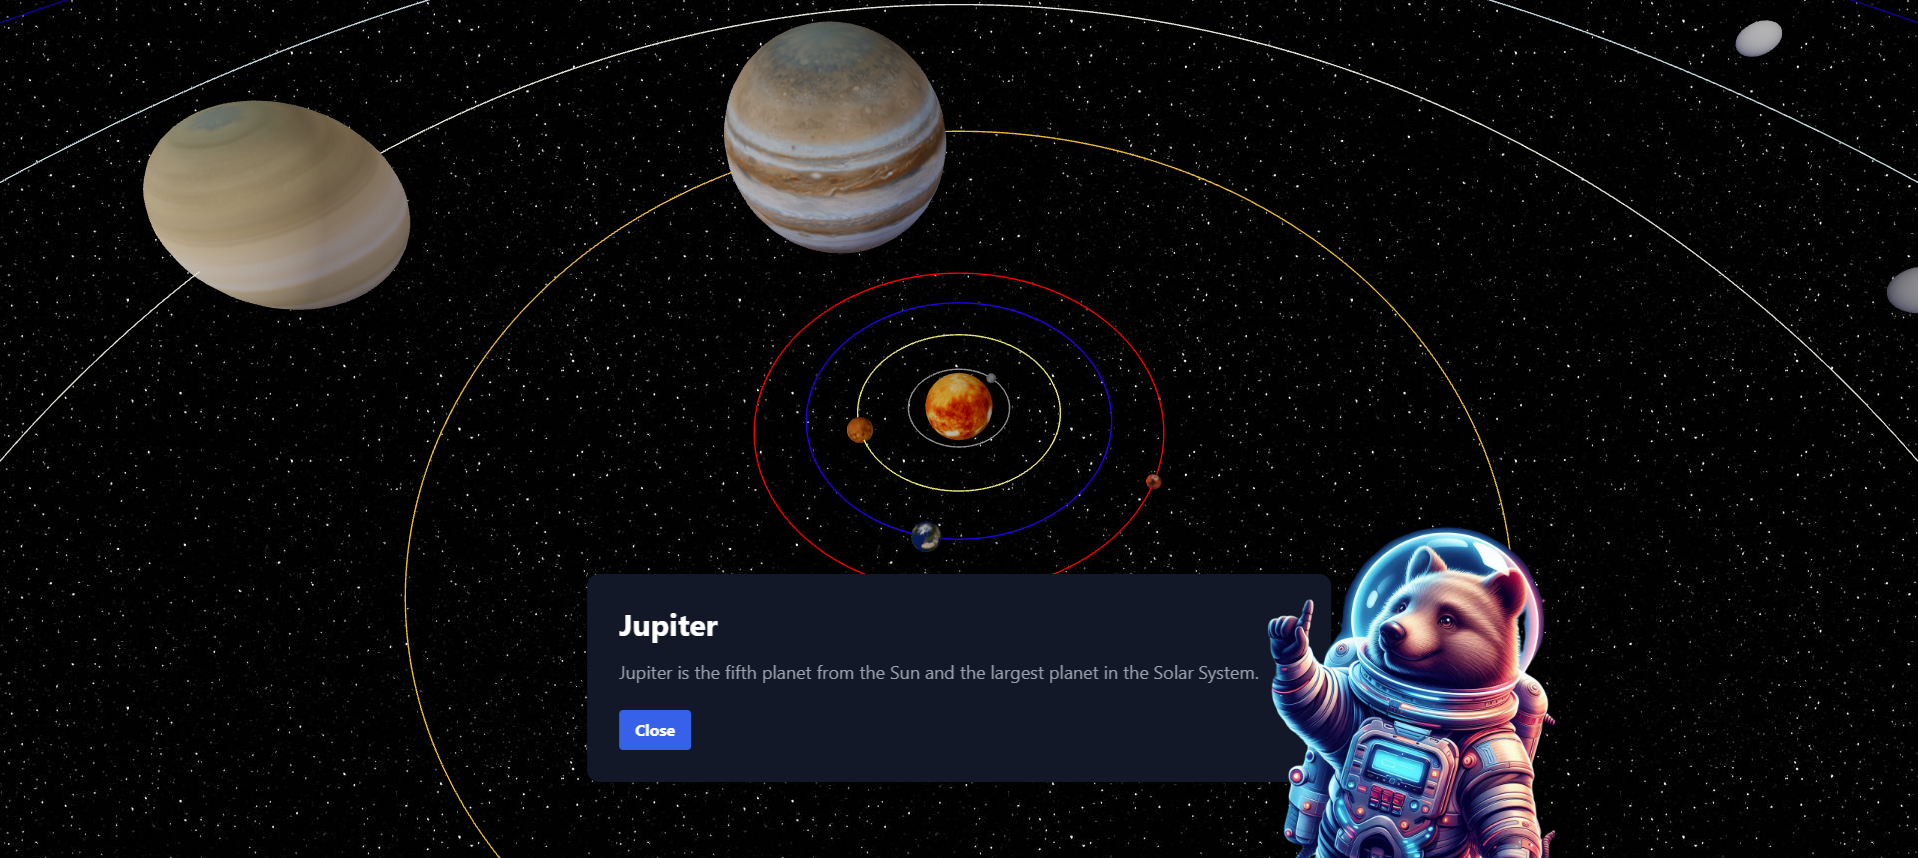 Jupiter
Jupiter is the fifth planet from the Sun and the largest planet in the Solar System.
Close